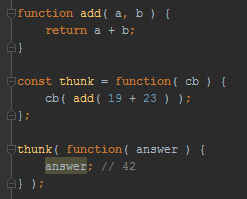 function add( a, b ) {
    return a + b;
}
const thunk = function( cb ) {
    cb( add( 19 + 23 ) );
};
thunk( function( answer ) {
    answer; // 42
} );